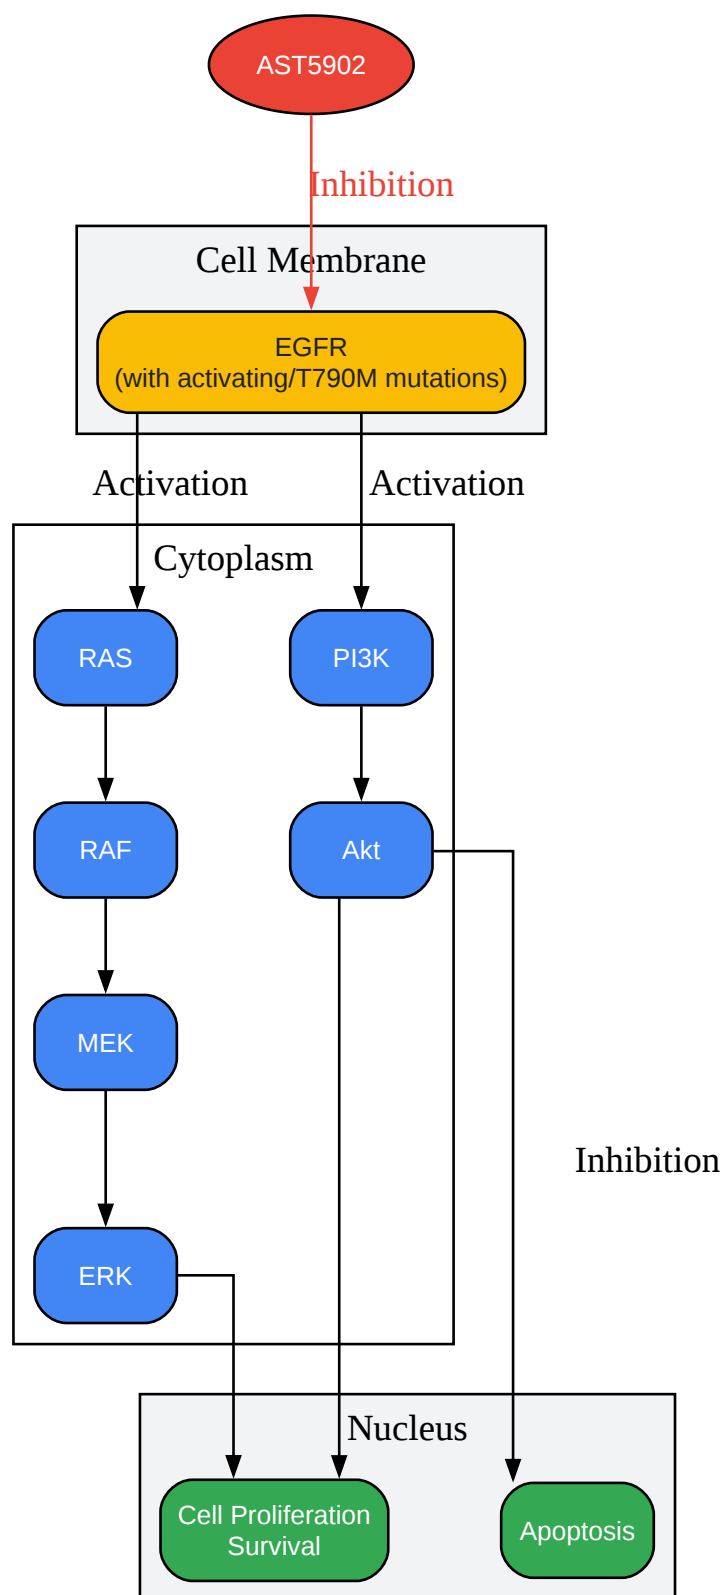 AST5902
Inhibition
Cell Membrane
EGFR
(with activating/T790M mutations)
Activation
Activation
Cytoplasm
RAS
PI3K
RAF
Akt
MEK
Inhibition
ERK
Nucleus
Cell Proliferation
Survival
Apoptosis